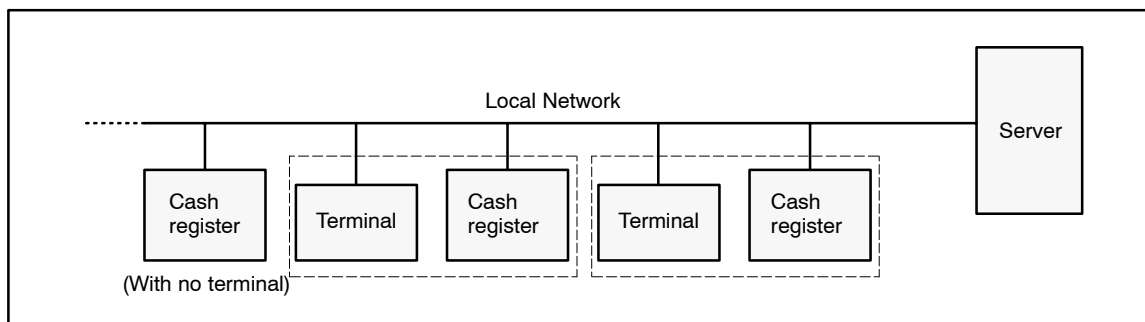 Local Network
Server
Cash
register
Terminal
Cash
register
Terminal
Cash
register
(With no terminal)